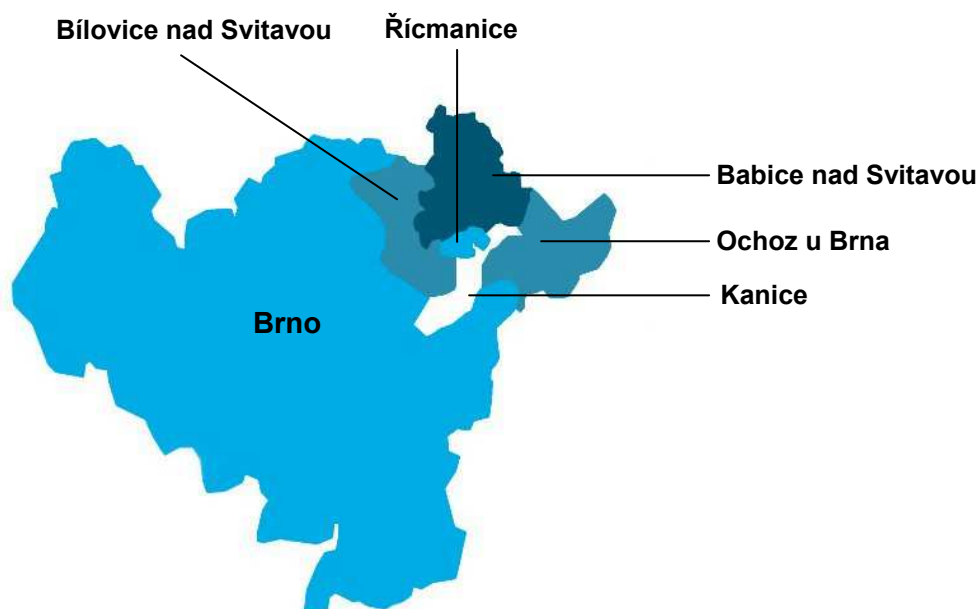 Bílovice nad Svitavou
Řícmanice
Babice nad Svitavou
Ochoz u Brna
Kanice
Brno